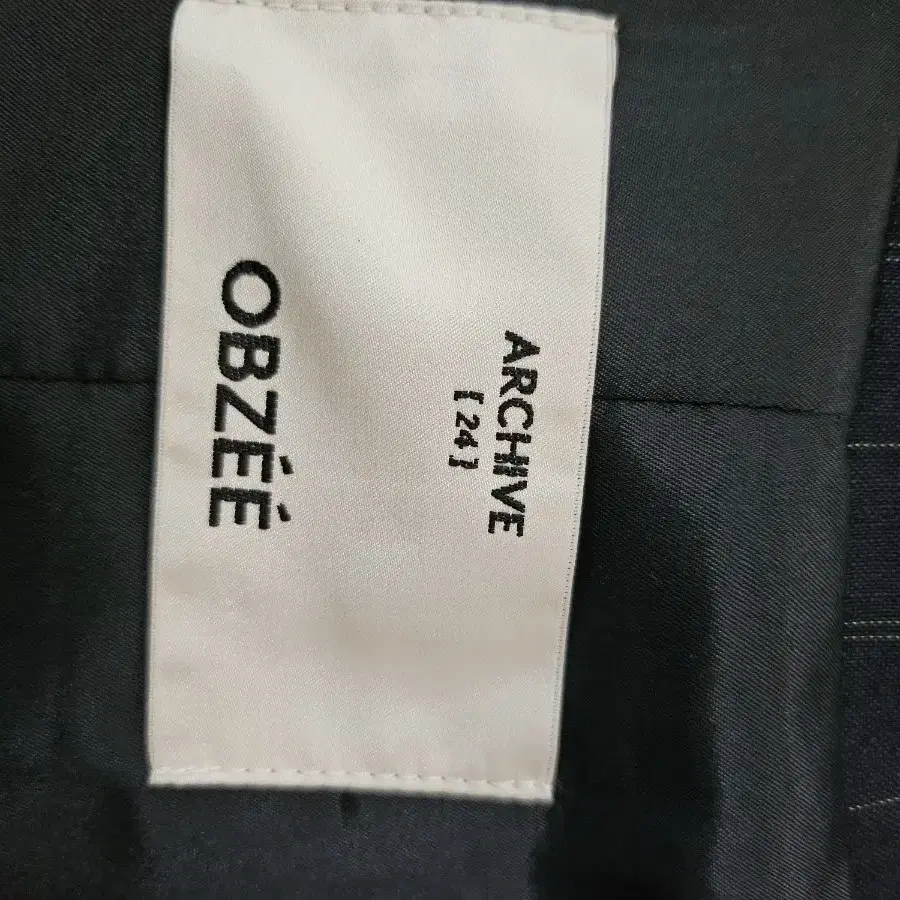 ARCHIVE
[ 24 ]
OBZÉÉ